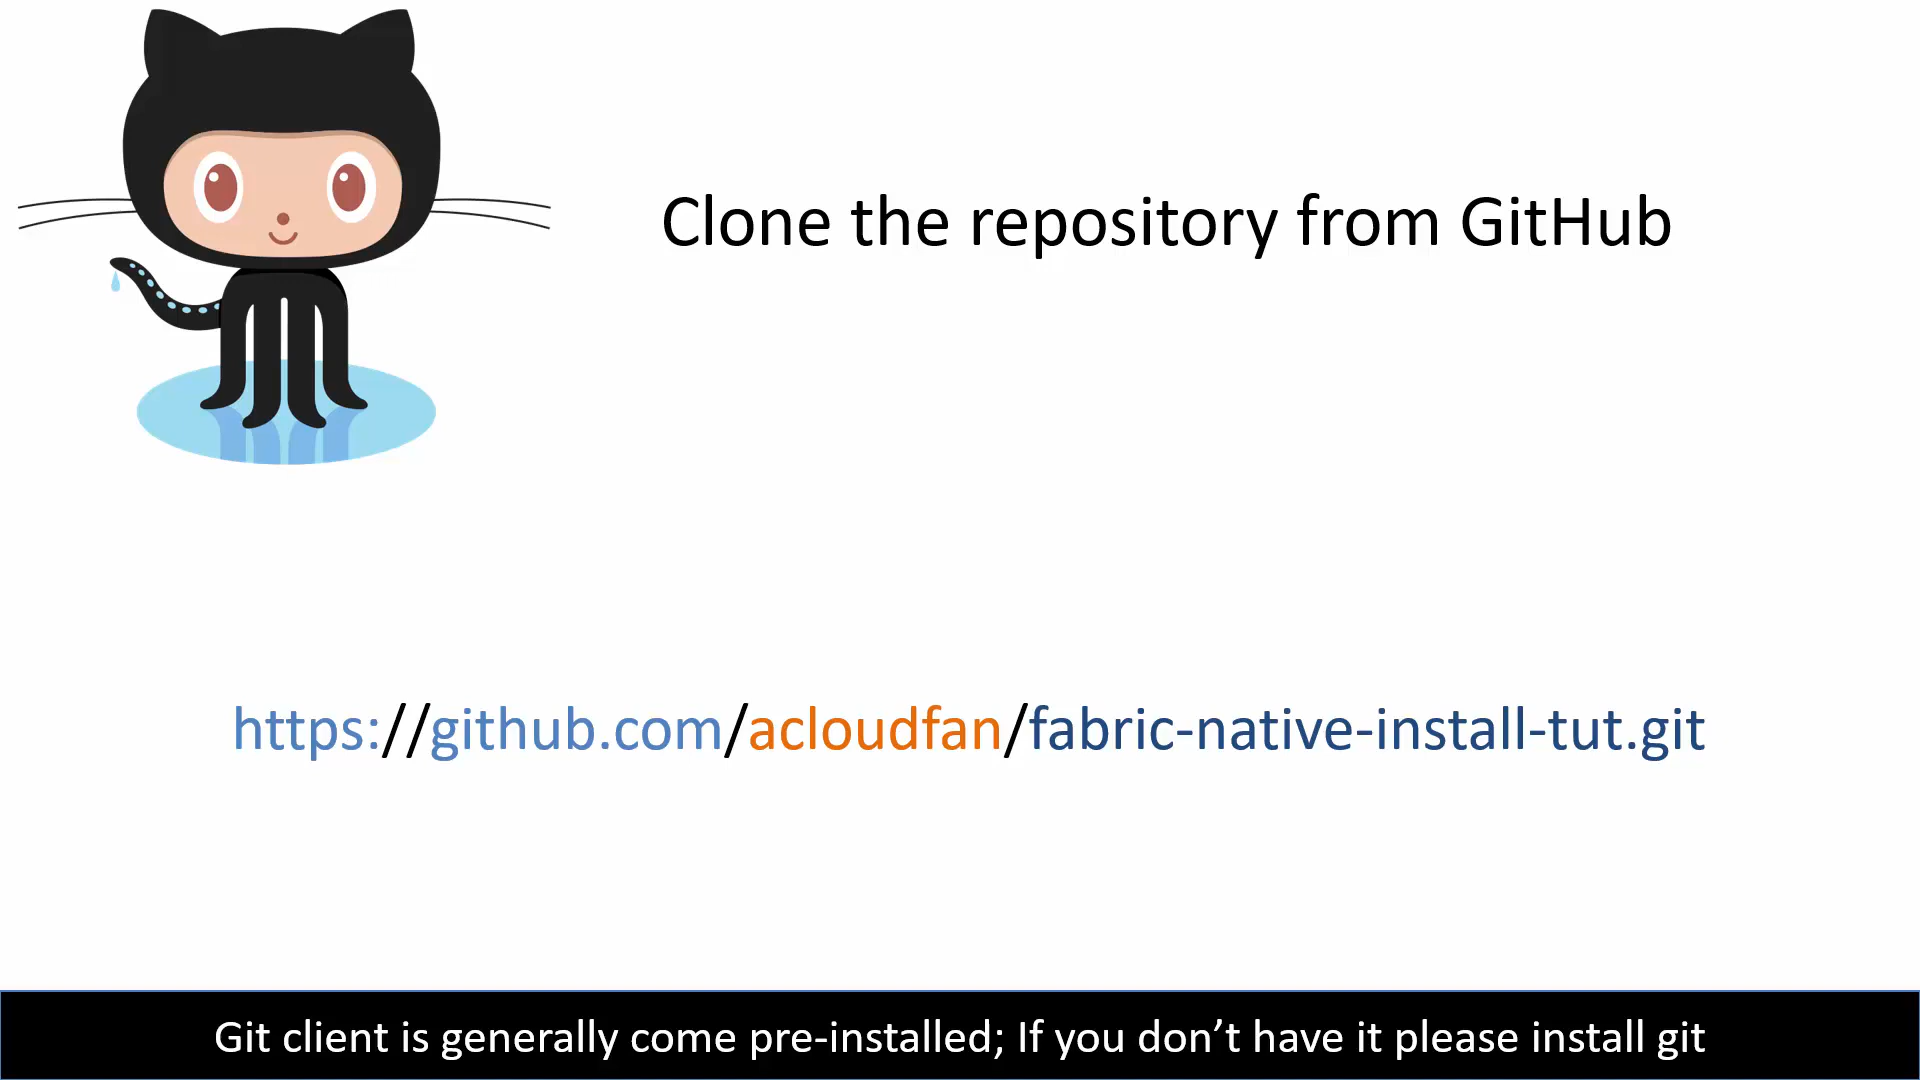 Clone the repository from GitHub
https://github.com/acloudfan/fabric-native-install-tut.git
Git client is generally come pre-installed; If you don’t have it please install git